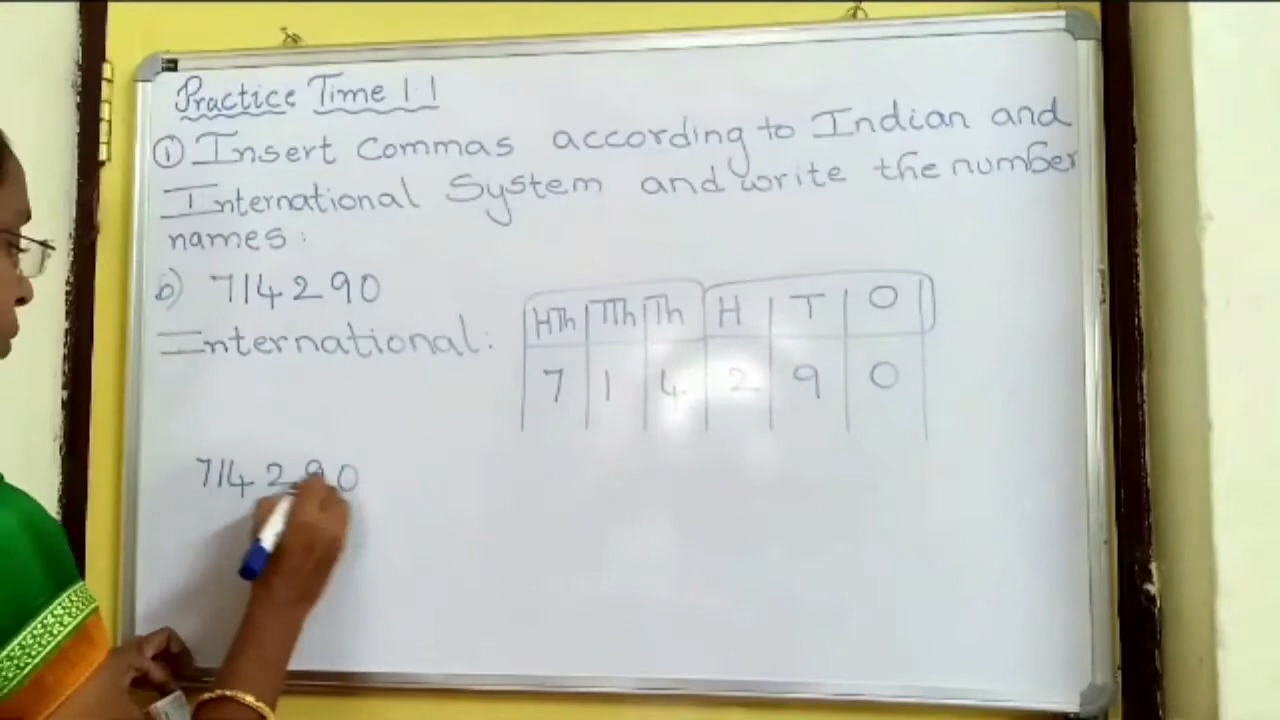 Practice Time 1.1
① Insert Commas according to Indian and
International System and write the number
names:
b) 714290
International:
HTh TTh Th H T O
7 1 4 2 9 0
714290